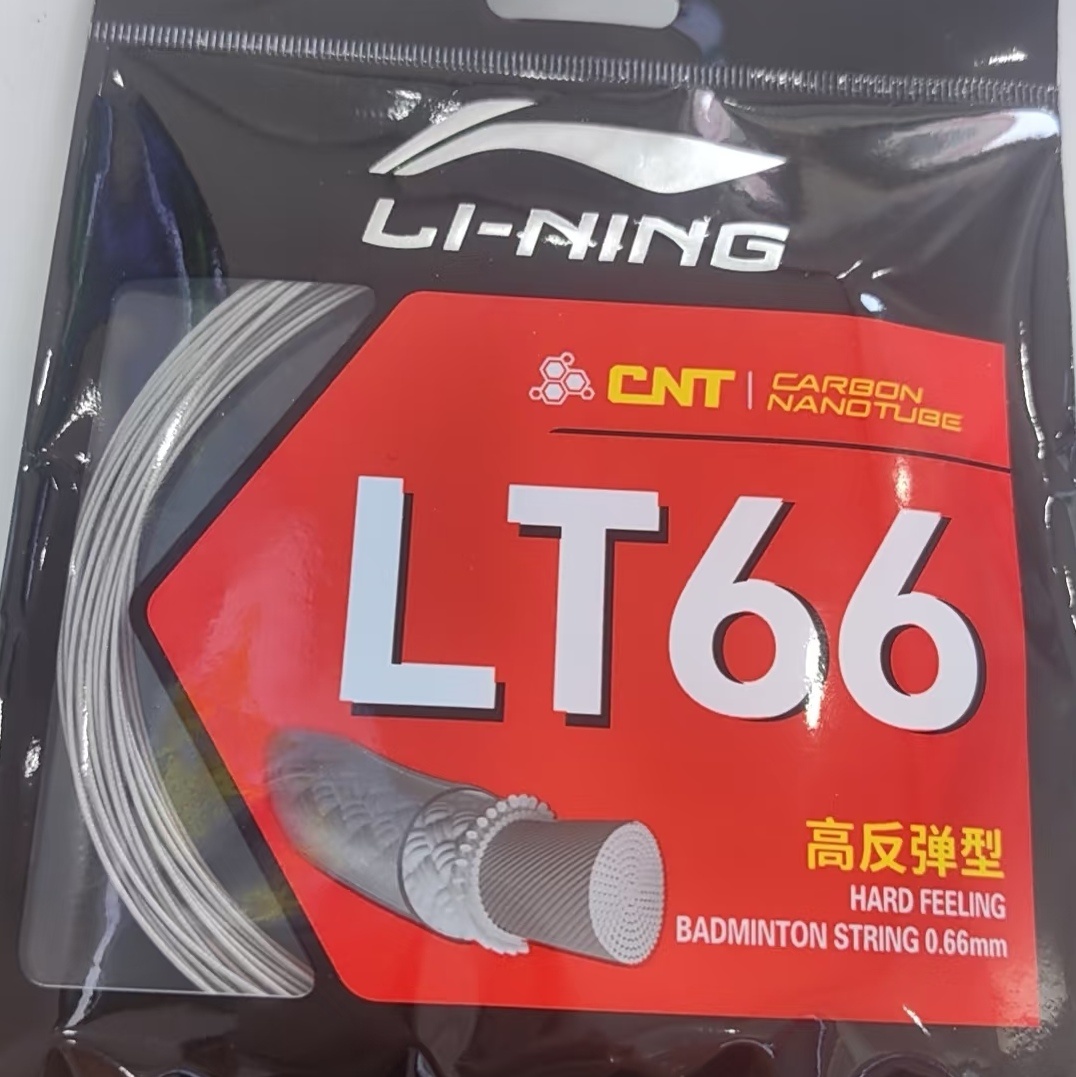 LI-NING
CNT | CARBON
NANOTUBE
LT66
高反弹型
HARD FEELING
BADMINTON STRING 0.66mm